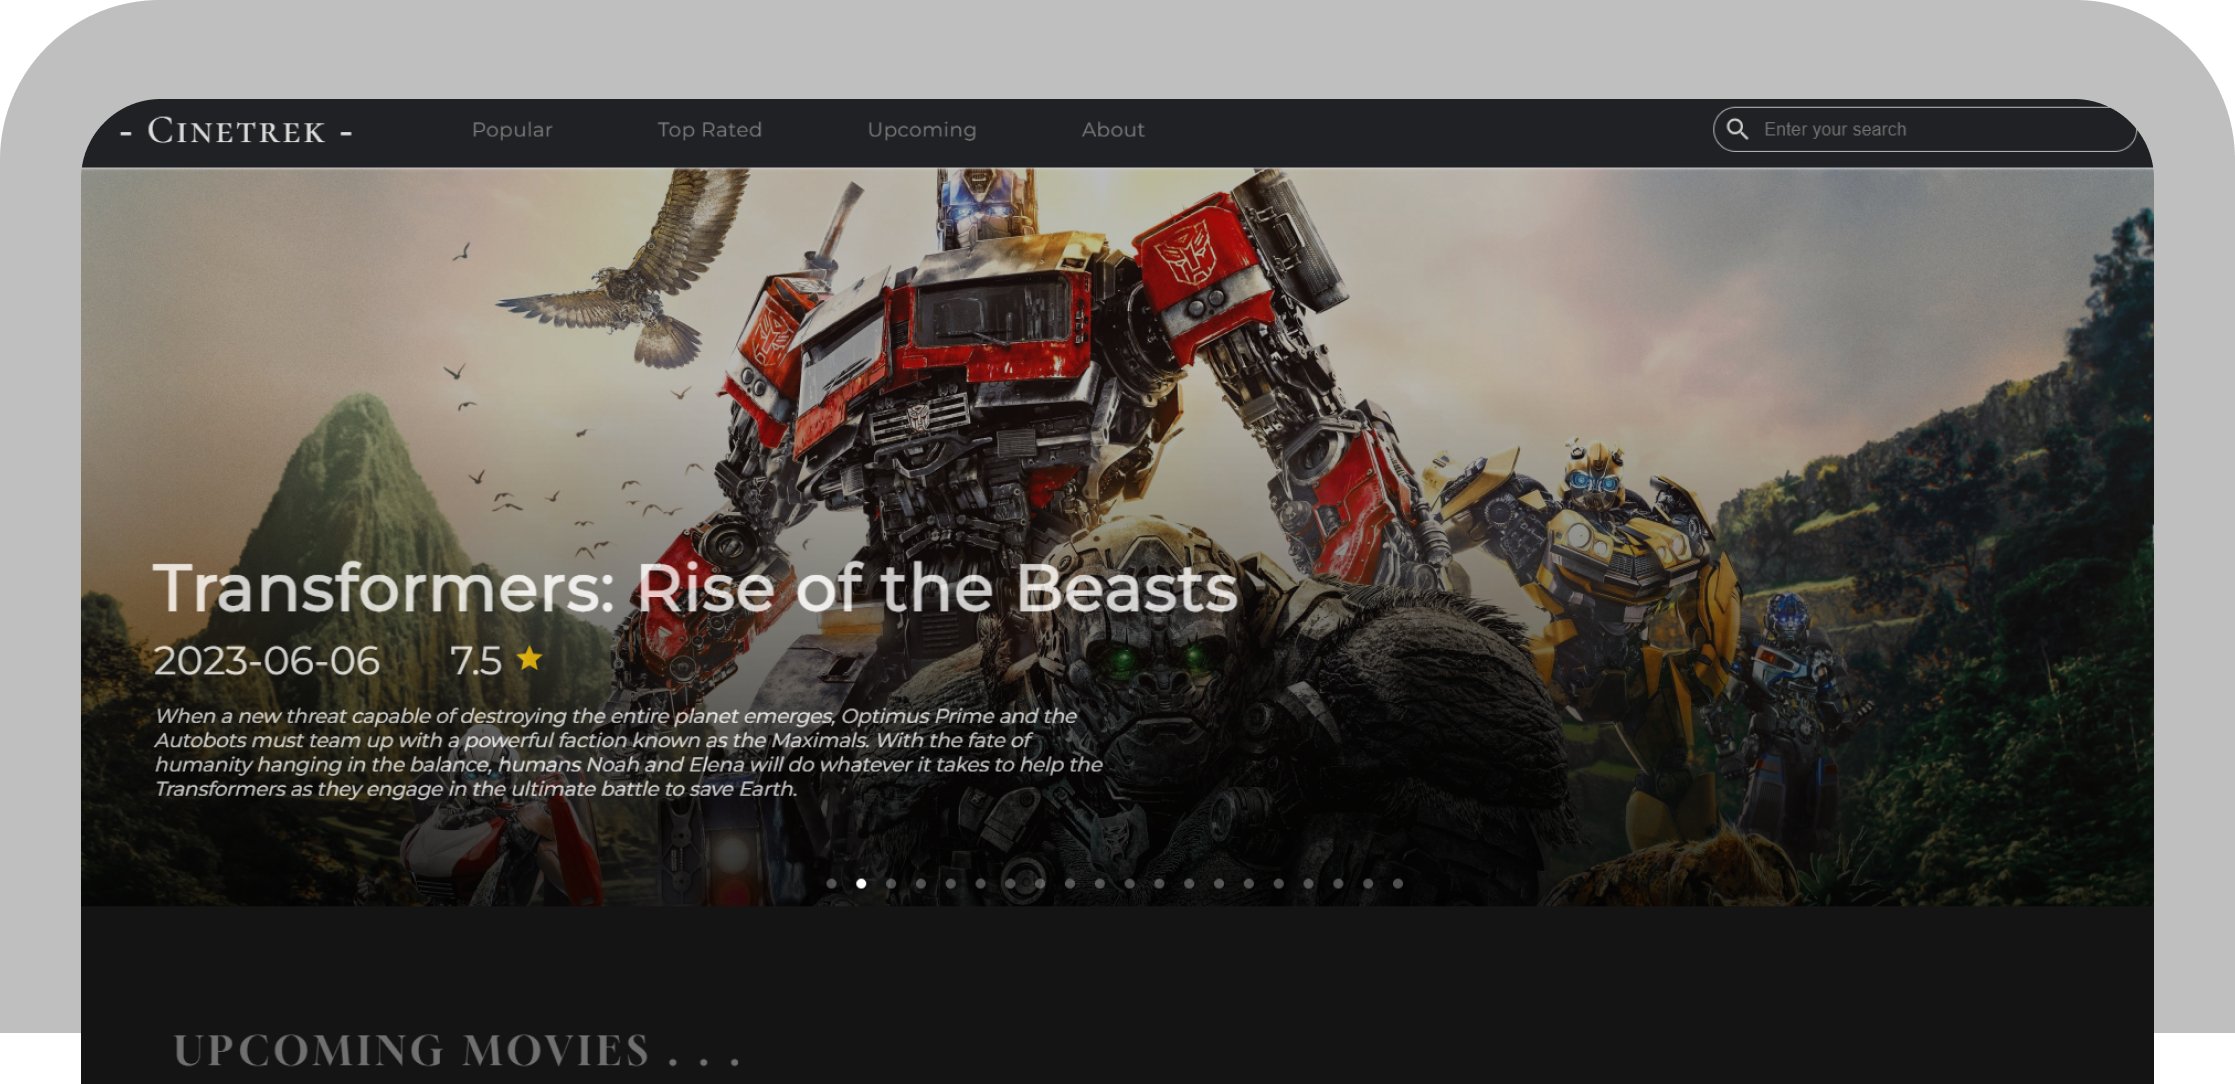 - CINETREK -
Popular
Top Rated
Upcoming
About
Enter your search
Transformers: Rise of the Beasts
2023-06-06
7.5
When a new threat capable of destroying the entire planet emerges, Optimus Prime and the
Autobots must team up with a powerful faction known as the Maximals. With the fate of
humanity hanging in the balance, humans Noah and Elena will do whatever it takes to help the
Transformers as they engage in the ultimate battle to save Earth.
UPCOMING MOVIES . . .